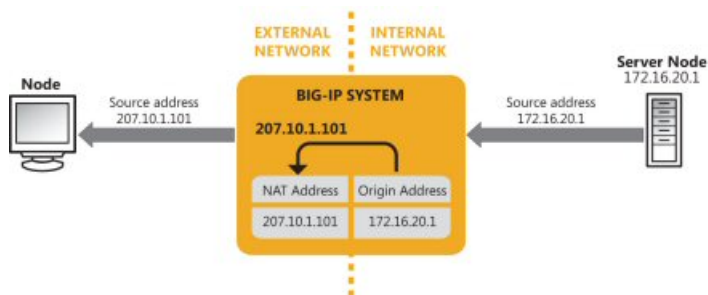 EXTERNAL
NETWORK
INTERNAL
NETWORK
Node
Source address
207.10.1.101
BIG-IP SYSTEM
207.10.1.101
NAT Address
Origin Address
207.10.1.101
172.16.20.1
Source address
172.16.20.1
Server Node
172.16.20.1